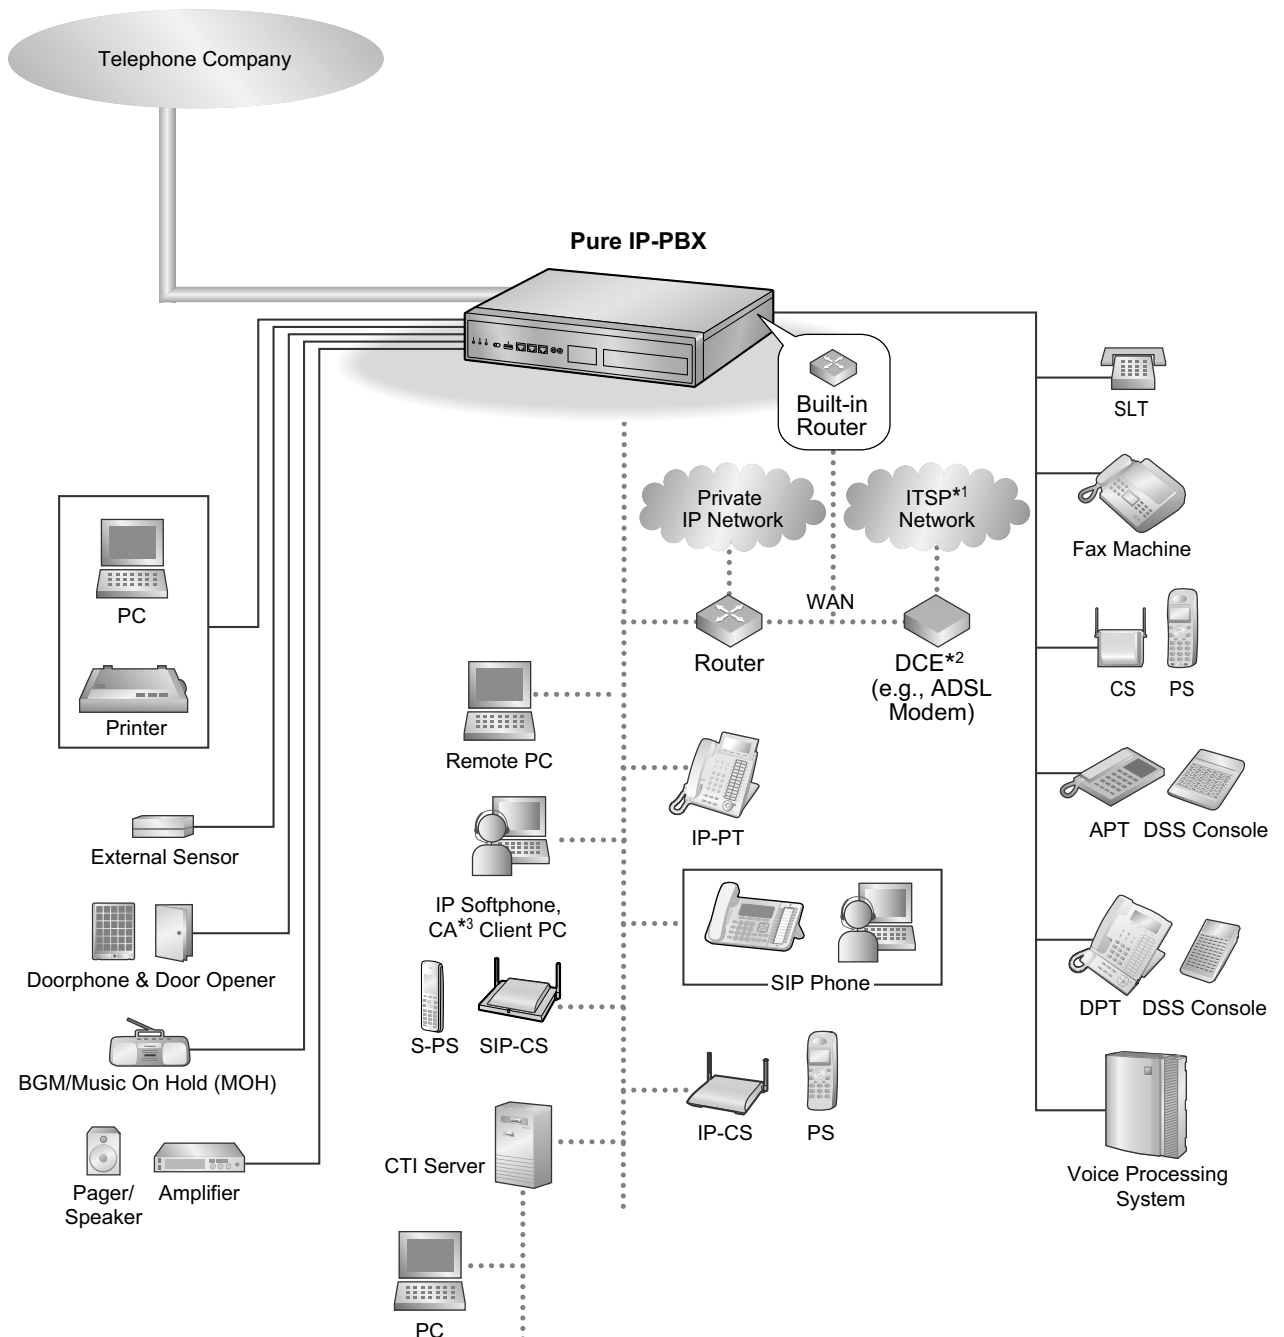 Telephone Company
Pure IP-PBX
Built-in
Router
SLT
Private
IP Network
ITSP*1
Network
Fax Machine
PC
WAN
Router
DCE*2
(e.g., ADSL
Modem)
CS
PS
Printer
Remote PC
IP-PT
APT
DSS Console
External Sensor
IP Softphone,
CA*3 Client PC
SIP Phone
Doorphone & Door Opener
DPT
DSS Console
S-PS
SIP-CS
BGM/Music On Hold (MOH)
IP-CS
PS
CTI Server
Voice Processing
System
Pager/
Speaker
Amplifier
PC